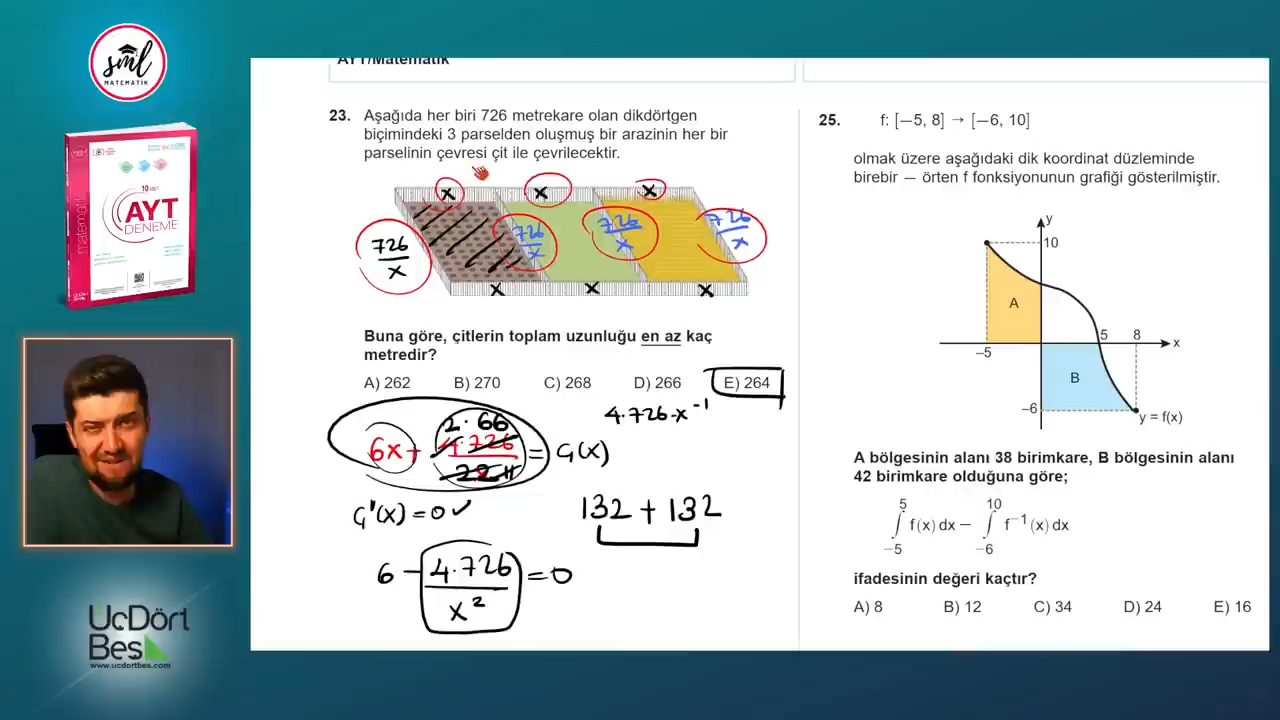 sml
MATEMATİK
10 ADET
AYT
DENEME
matematik
ÜçDört
Beş
AYT/Matematik
23. Aşağıda her biri 726 metrekare olan dikdörtgen
biçimindeki 3 parselden oluşmuş bir arazinin her bir
parselinin çevresi çit ile çevrilecektir.
x x x
726/x 726/x 726/x 726/x
x x x
Buna göre, çitlerin toplam uzunluğu en az kaç
metredir?
A) 262 B) 270 C) 268 D) 266 E) 264
4.726.x⁻¹
2.66
6x + 4.726 = Ç(x)
22.11
Ç'(x) = 0 ✓
132 + 132
6 - 4.726/x² = 0
25. f: [−5, 8] → [−6, 10]
olmak üzere aşağıdaki dik koordinat düzleminde
birebir − örten f fonksiyonunun grafiği gösterilmiştir.
y
10
A
5 8 x
−5
B
−6
y = f(x)
A bölgesinin alanı 38 birimkare, B bölgesinin alanı
42 birimkare olduğuna göre;
5 10
∫ f(x) dx − ∫ f⁻¹(x) dx
−5 −6
ifadesinin değeri kaçtır?
A) 8 B) 12 C) 34 D) 24 E) 16
UcDört
Beş
www.ucdortbes.com